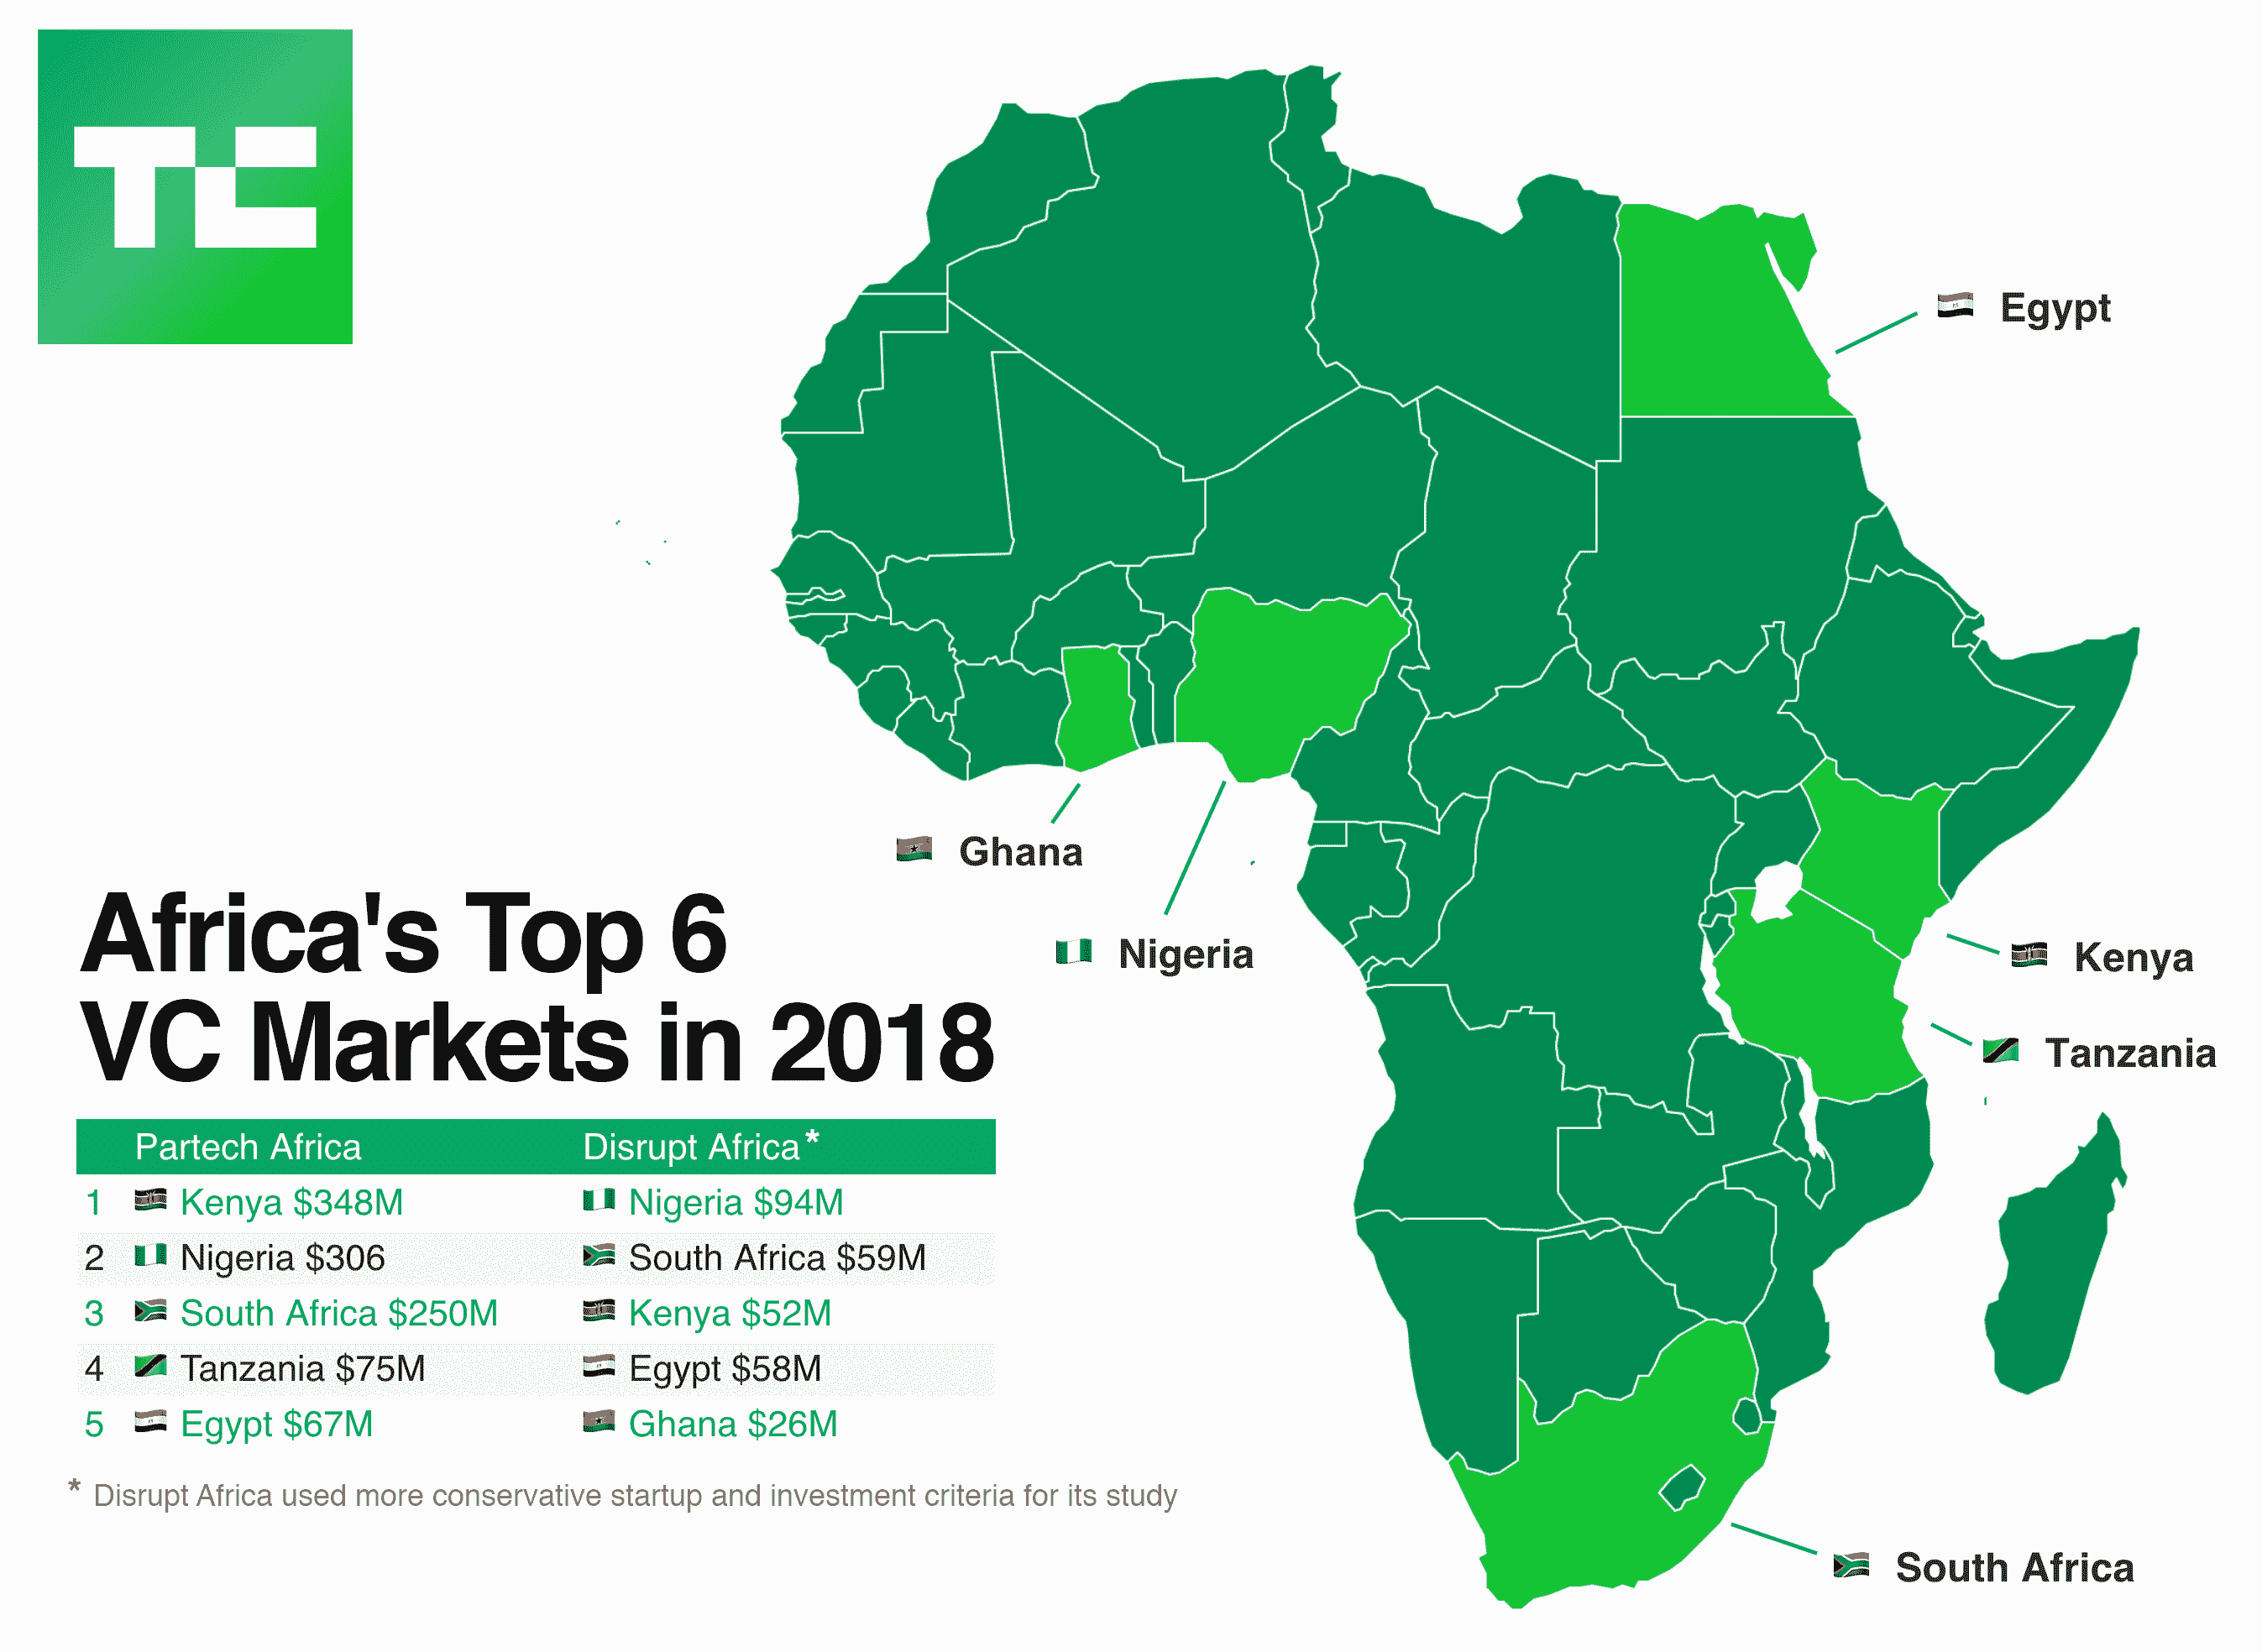 TC
Egypt
Ghana
Nigeria
Kenya
Tanzania
Africa's Top 6
VC Markets in 2018
Partech Africa Disrupt Africa*
1 Kenya $348M Nigeria $94M
2 Nigeria $306 South Africa $59M
3 South Africa $250M Kenya $52M
4 Tanzania $75M Egypt $58M
5 Egypt $67M Ghana $26M
* Disrupt Africa used more conservative startup and investment criteria for its study
South Africa